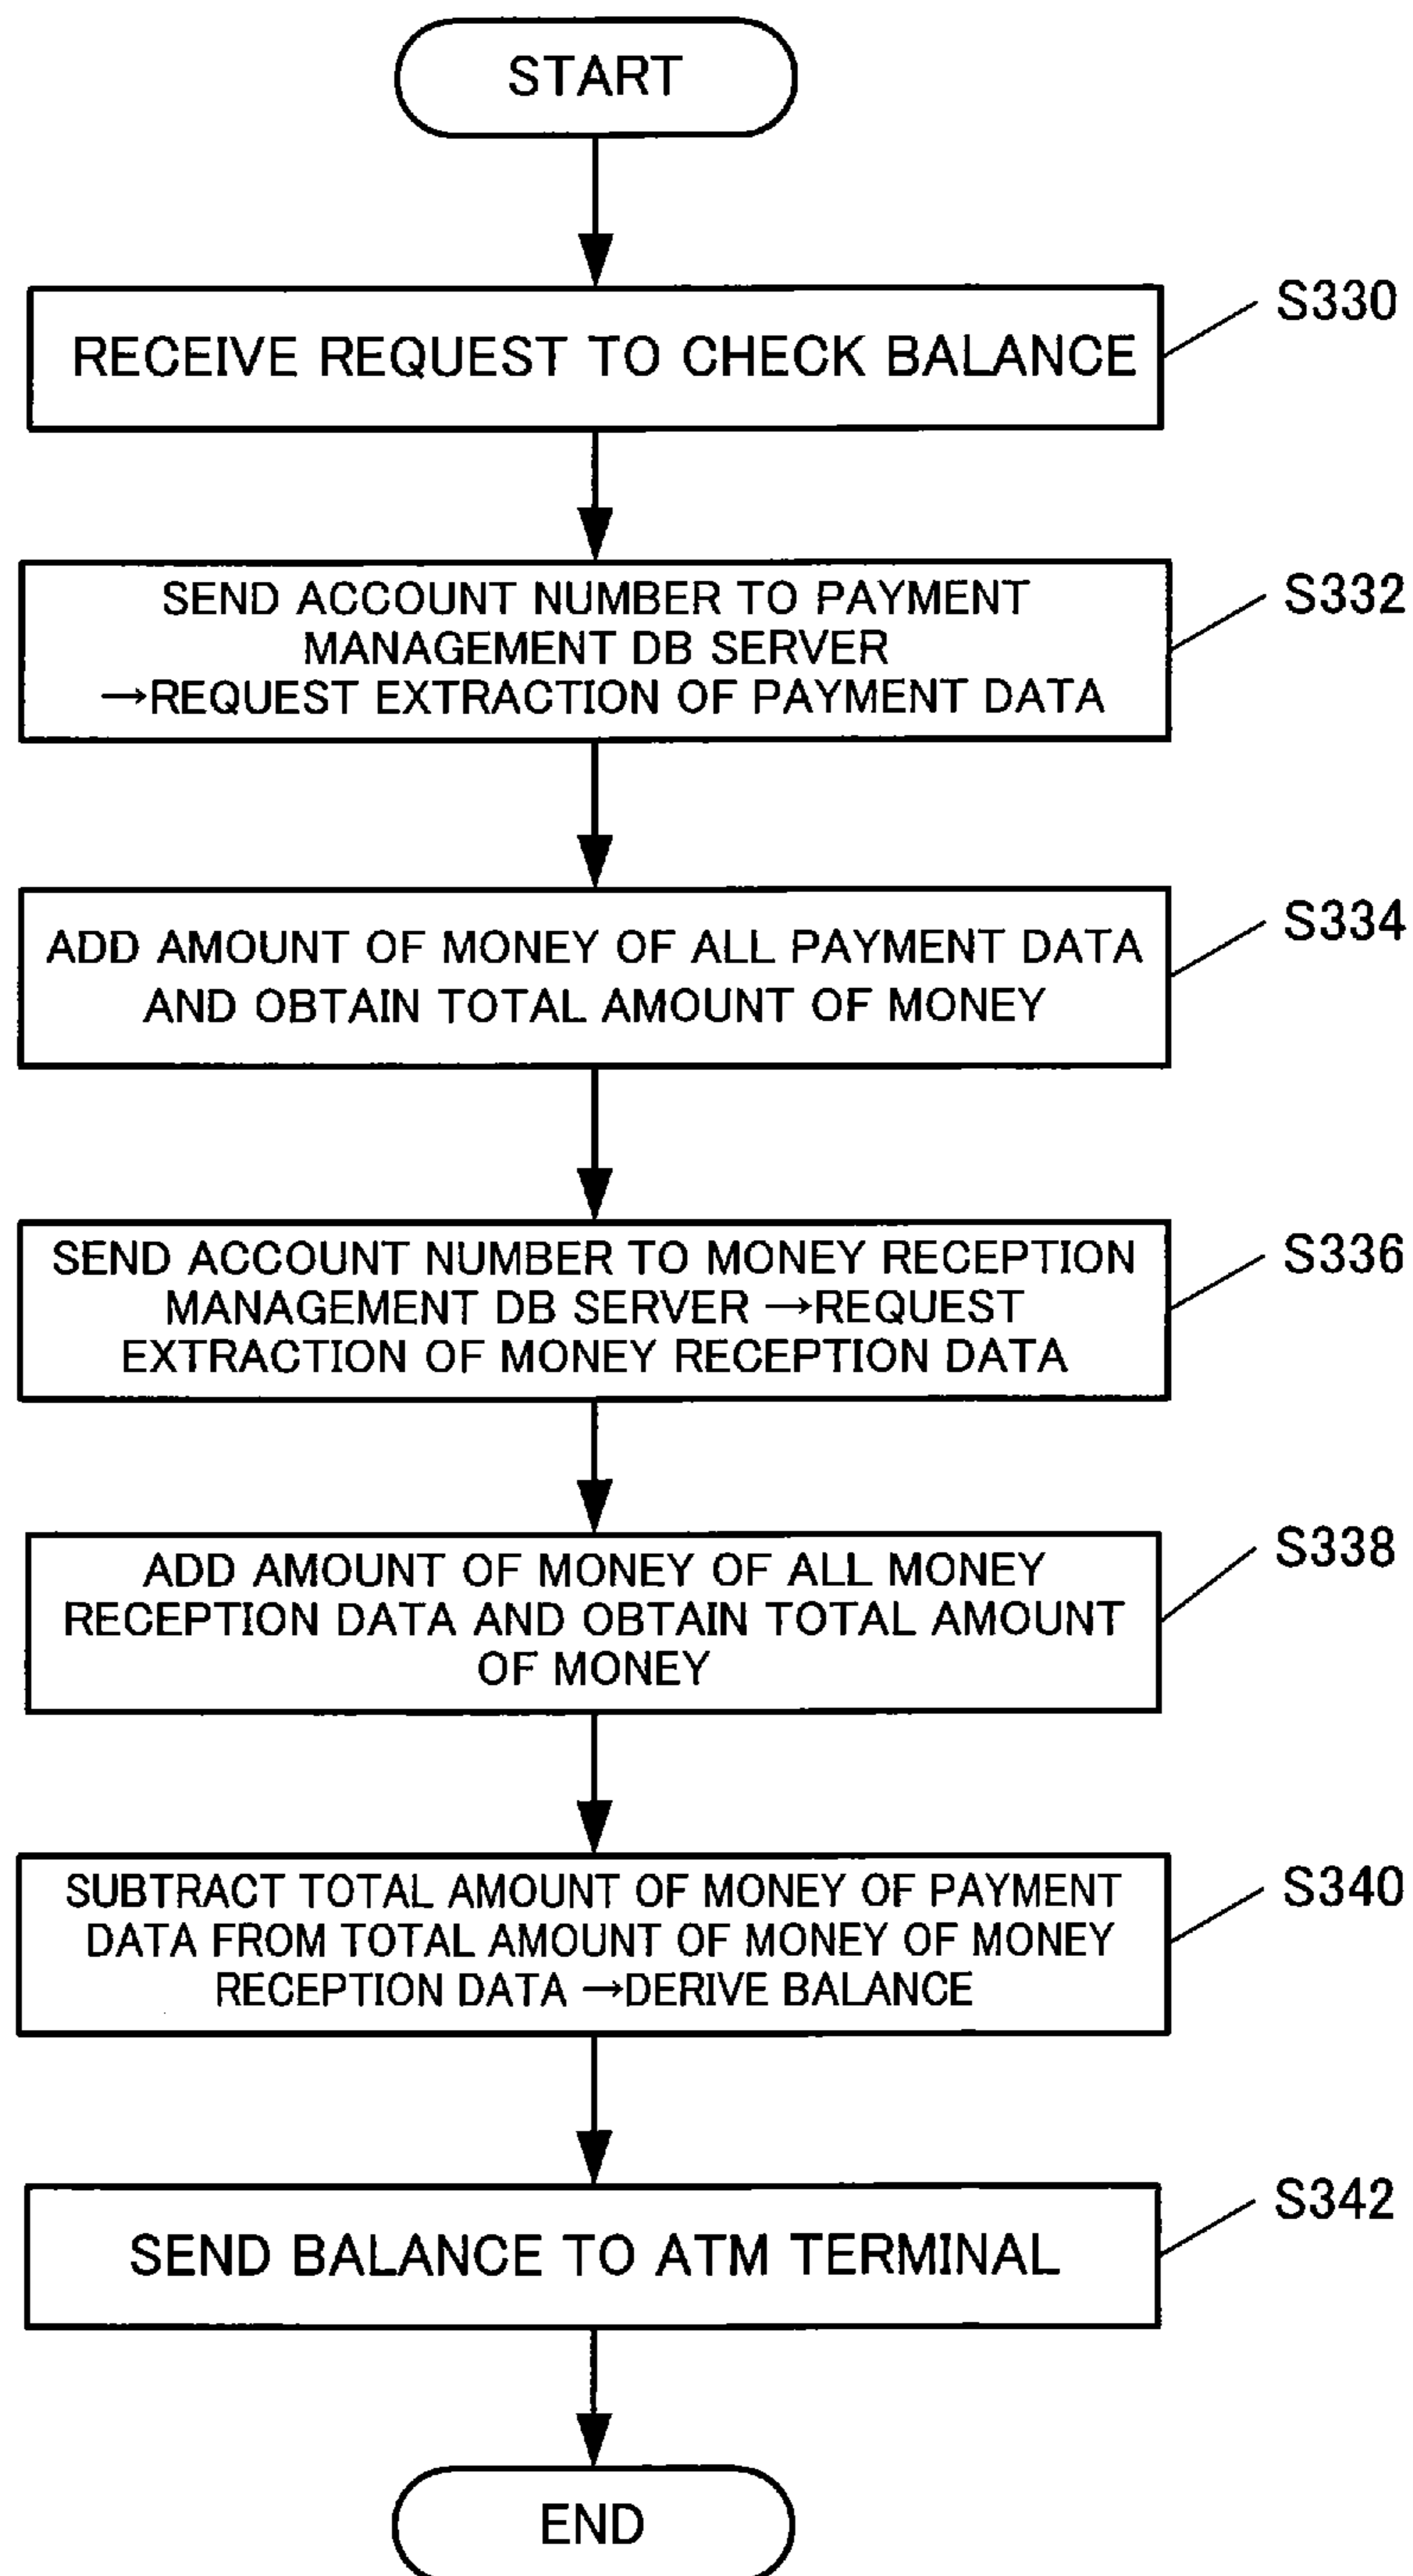 START
RECEIVE REQUEST TO CHECK BALANCE
S330
SEND ACCOUNT NUMBER TO PAYMENT
MANAGEMENT DB SERVER
→REQUEST EXTRACTION OF PAYMENT DATA
S332
ADD AMOUNT OF MONEY OF ALL PAYMENT DATA
AND OBTAIN TOTAL AMOUNT OF MONEY
S334
SEND ACCOUNT NUMBER TO MONEY RECEPTION
MANAGEMENT DB SERVER →REQUEST
EXTRACTION OF MONEY RECEPTION DATA
S336
ADD AMOUNT OF MONEY OF ALL MONEY
RECEPTION DATA AND OBTAIN TOTAL AMOUNT
OF MONEY
S338
SUBTRACT TOTAL AMOUNT OF MONEY OF PAYMENT
DATA FROM TOTAL AMOUNT OF MONEY OF MONEY
RECEPTION DATA →DERIVE BALANCE
S340
SEND BALANCE TO ATM TERMINAL
S342
END